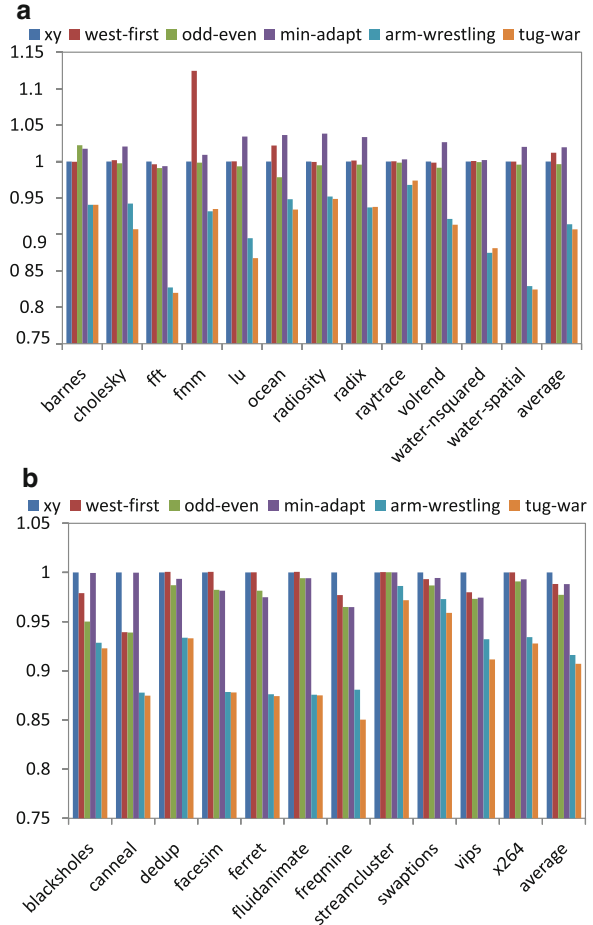 a
xy west-first odd-even min-adapt arm-wrestling tug-war
1.15
1.1
1.05
1
0.95
0.9
0.85
0.8
0.75
barnes
cholesky
fft
fmm
lu
ocean
radiosity
radix
raytrace
volrend
water-nsquared
water-spatial
average
b
xy west-first odd-even min-adapt arm-wrestling tug-war
1.05
1
0.95
0.9
0.85
0.8
0.75
blacksholes
canneal
dedup
facesim
ferret
fluidanimate
freqmine
streamcluster
swaptions
vips
x264
average